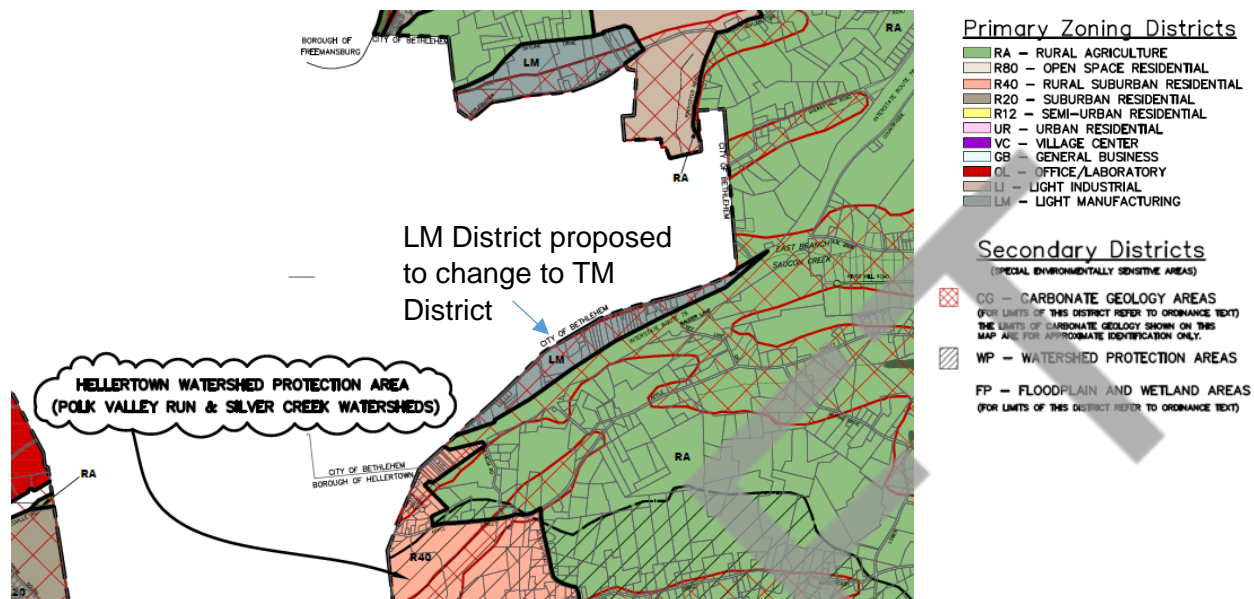 BOROUGH OF
FREEMANSBURG
CITY OF BETHLEHEM
LM
RA
RA
CITY OF BETHLEHEM
INTERSTATE ROUTE 78
LM District proposed
to change to TM
District
EAST BRANCH
SAUCON CREEK
CITY OF BETHLEHEM
INTERSTATE ROUTE 78
LM
HELLERTOWN WATERSHED PROTECTION AREA
(POLK VALLEY RUN & SILVER CREEK WATERSHEDS)
RA
CITY OF BETHLEHEM
BOROUGH OF HELLERTOWN
RA
R40
20
Primary Zoning Districts
RA – RURAL AGRICULTURE
R80 – OPEN SPACE RESIDENTIAL
R40 – RURAL SUBURBAN RESIDENTIAL
R20 – SUBURBAN RESIDENTIAL
R12 – SEMI-URBAN RESIDENTIAL
UR – URBAN RESIDENTIAL
VC – VILLAGE CENTER
GB – GENERAL BUSINESS
OL – OFFICE/LABORATORY
LI – LIGHT INDUSTRIAL
LM – LIGHT MANUFACTURING
Secondary Districts
(SPECIAL ENVIRONMENTALLY SENSITIVE AREAS)
CG – CARBONATE GEOLOGY AREAS
(FOR LIMITS OF THIS DISTRICT REFER TO ORDINANCE TEXT)
THE LIMITS OF CARBONATE GEOLOGY SHOWN ON THIS
MAP ARE FOR APPROXIMATE IDENTIFICATION ONLY.
WP – WATERSHED PROTECTION AREAS
FP – FLOODPLAIN AND WETLAND AREAS
(FOR LIMITS OF THIS DISTRICT REFER TO ORDINANCE TEXT)